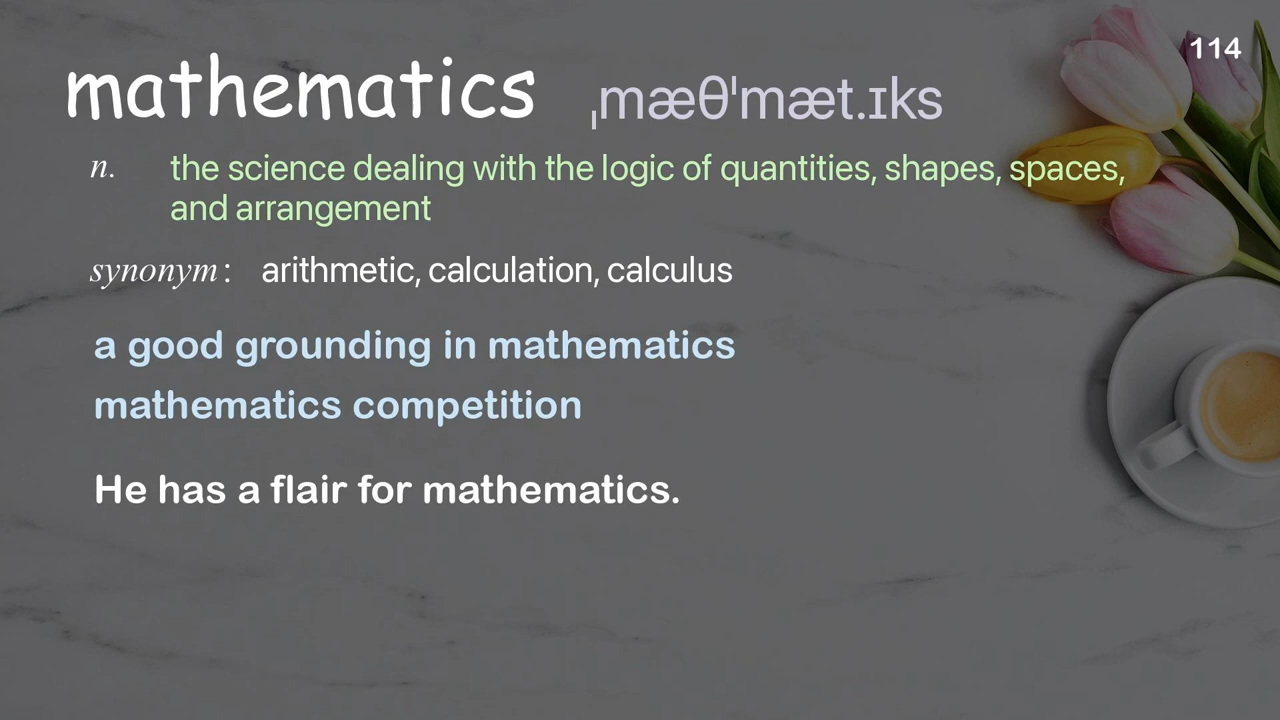 114
mathematics ˌmæθˈmæt.ɪks
n. the science dealing with the logic of quantities, shapes, spaces,
and arrangement
synonym: arithmetic, calculation, calculus
a good grounding in mathematics
mathematics competition
He has a flair for mathematics.